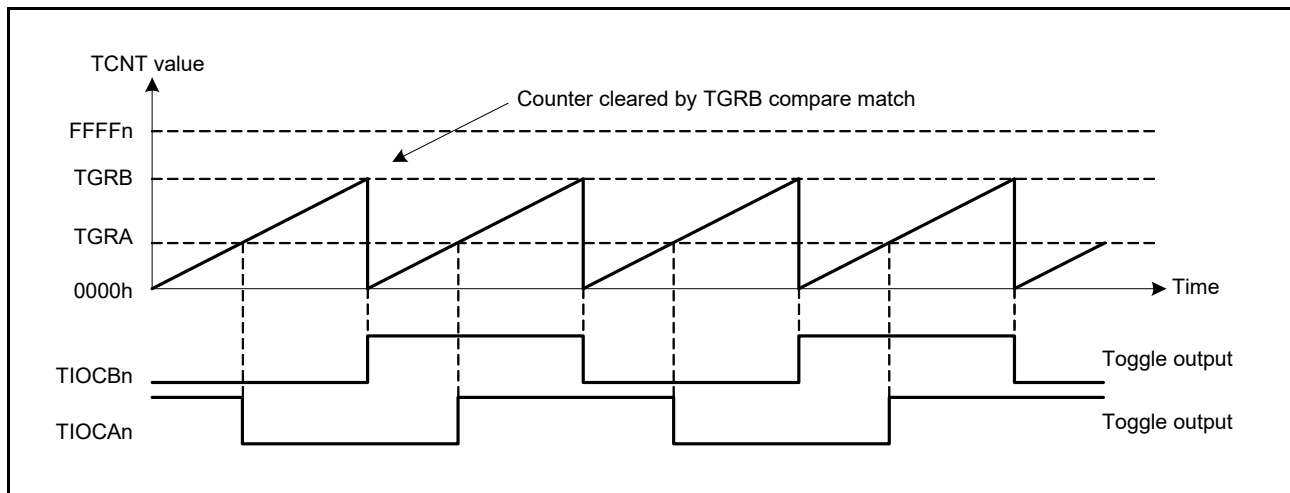 TCNT value
Counter cleared by TGRB compare match
FFFFn
TGRB
TGRA
0000h
Time
TIOCBn
Toggle output
TIOCAn
Toggle output